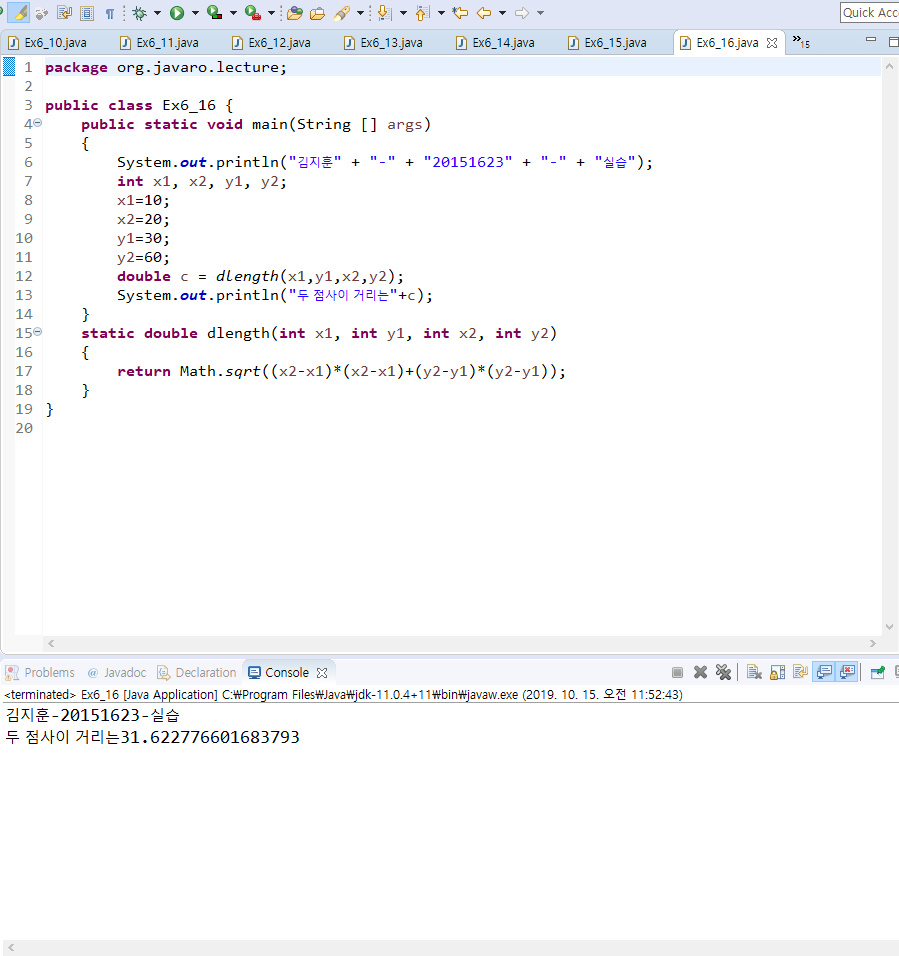 Quick Acc
Ex6_10.java Ex6_11.java Ex6_12.java Ex6_13.java Ex6_14.java Ex6_15.java Ex6_16.java »15
1 package org.javaro.lecture;
2
3 public class Ex6_16 {
4 public static void main(String [] args)
5 {
6 System.out.println("김지훈" + "-" + "20151623" + "-" + "실습");
7 int x1, x2, y1, y2;
8 x1=10;
9 x2=20;
10 y1=30;
11 y2=60;
12 double c = dlength(x1,y1,x2,y2);
13 System.out.println("두 점사이 거리는"+c);
14 }
15 static double dlength(int x1, int y1, int x2, int y2)
16 {
17 return Math.sqrt((x2-x1)*(x2-x1)+(y2-y1)*(y2-y1));
18 }
19 }
20
Problems @ Javadoc Declaration Console
<terminated> Ex6_16 [Java Application] C:₩Program Files₩Java₩jdk-11.0.4+11₩bin₩javaw.exe (2019. 10. 15. 오전 11:52:43)
김지훈-20151623-실습
두 점사이 거리는31.622776601683793